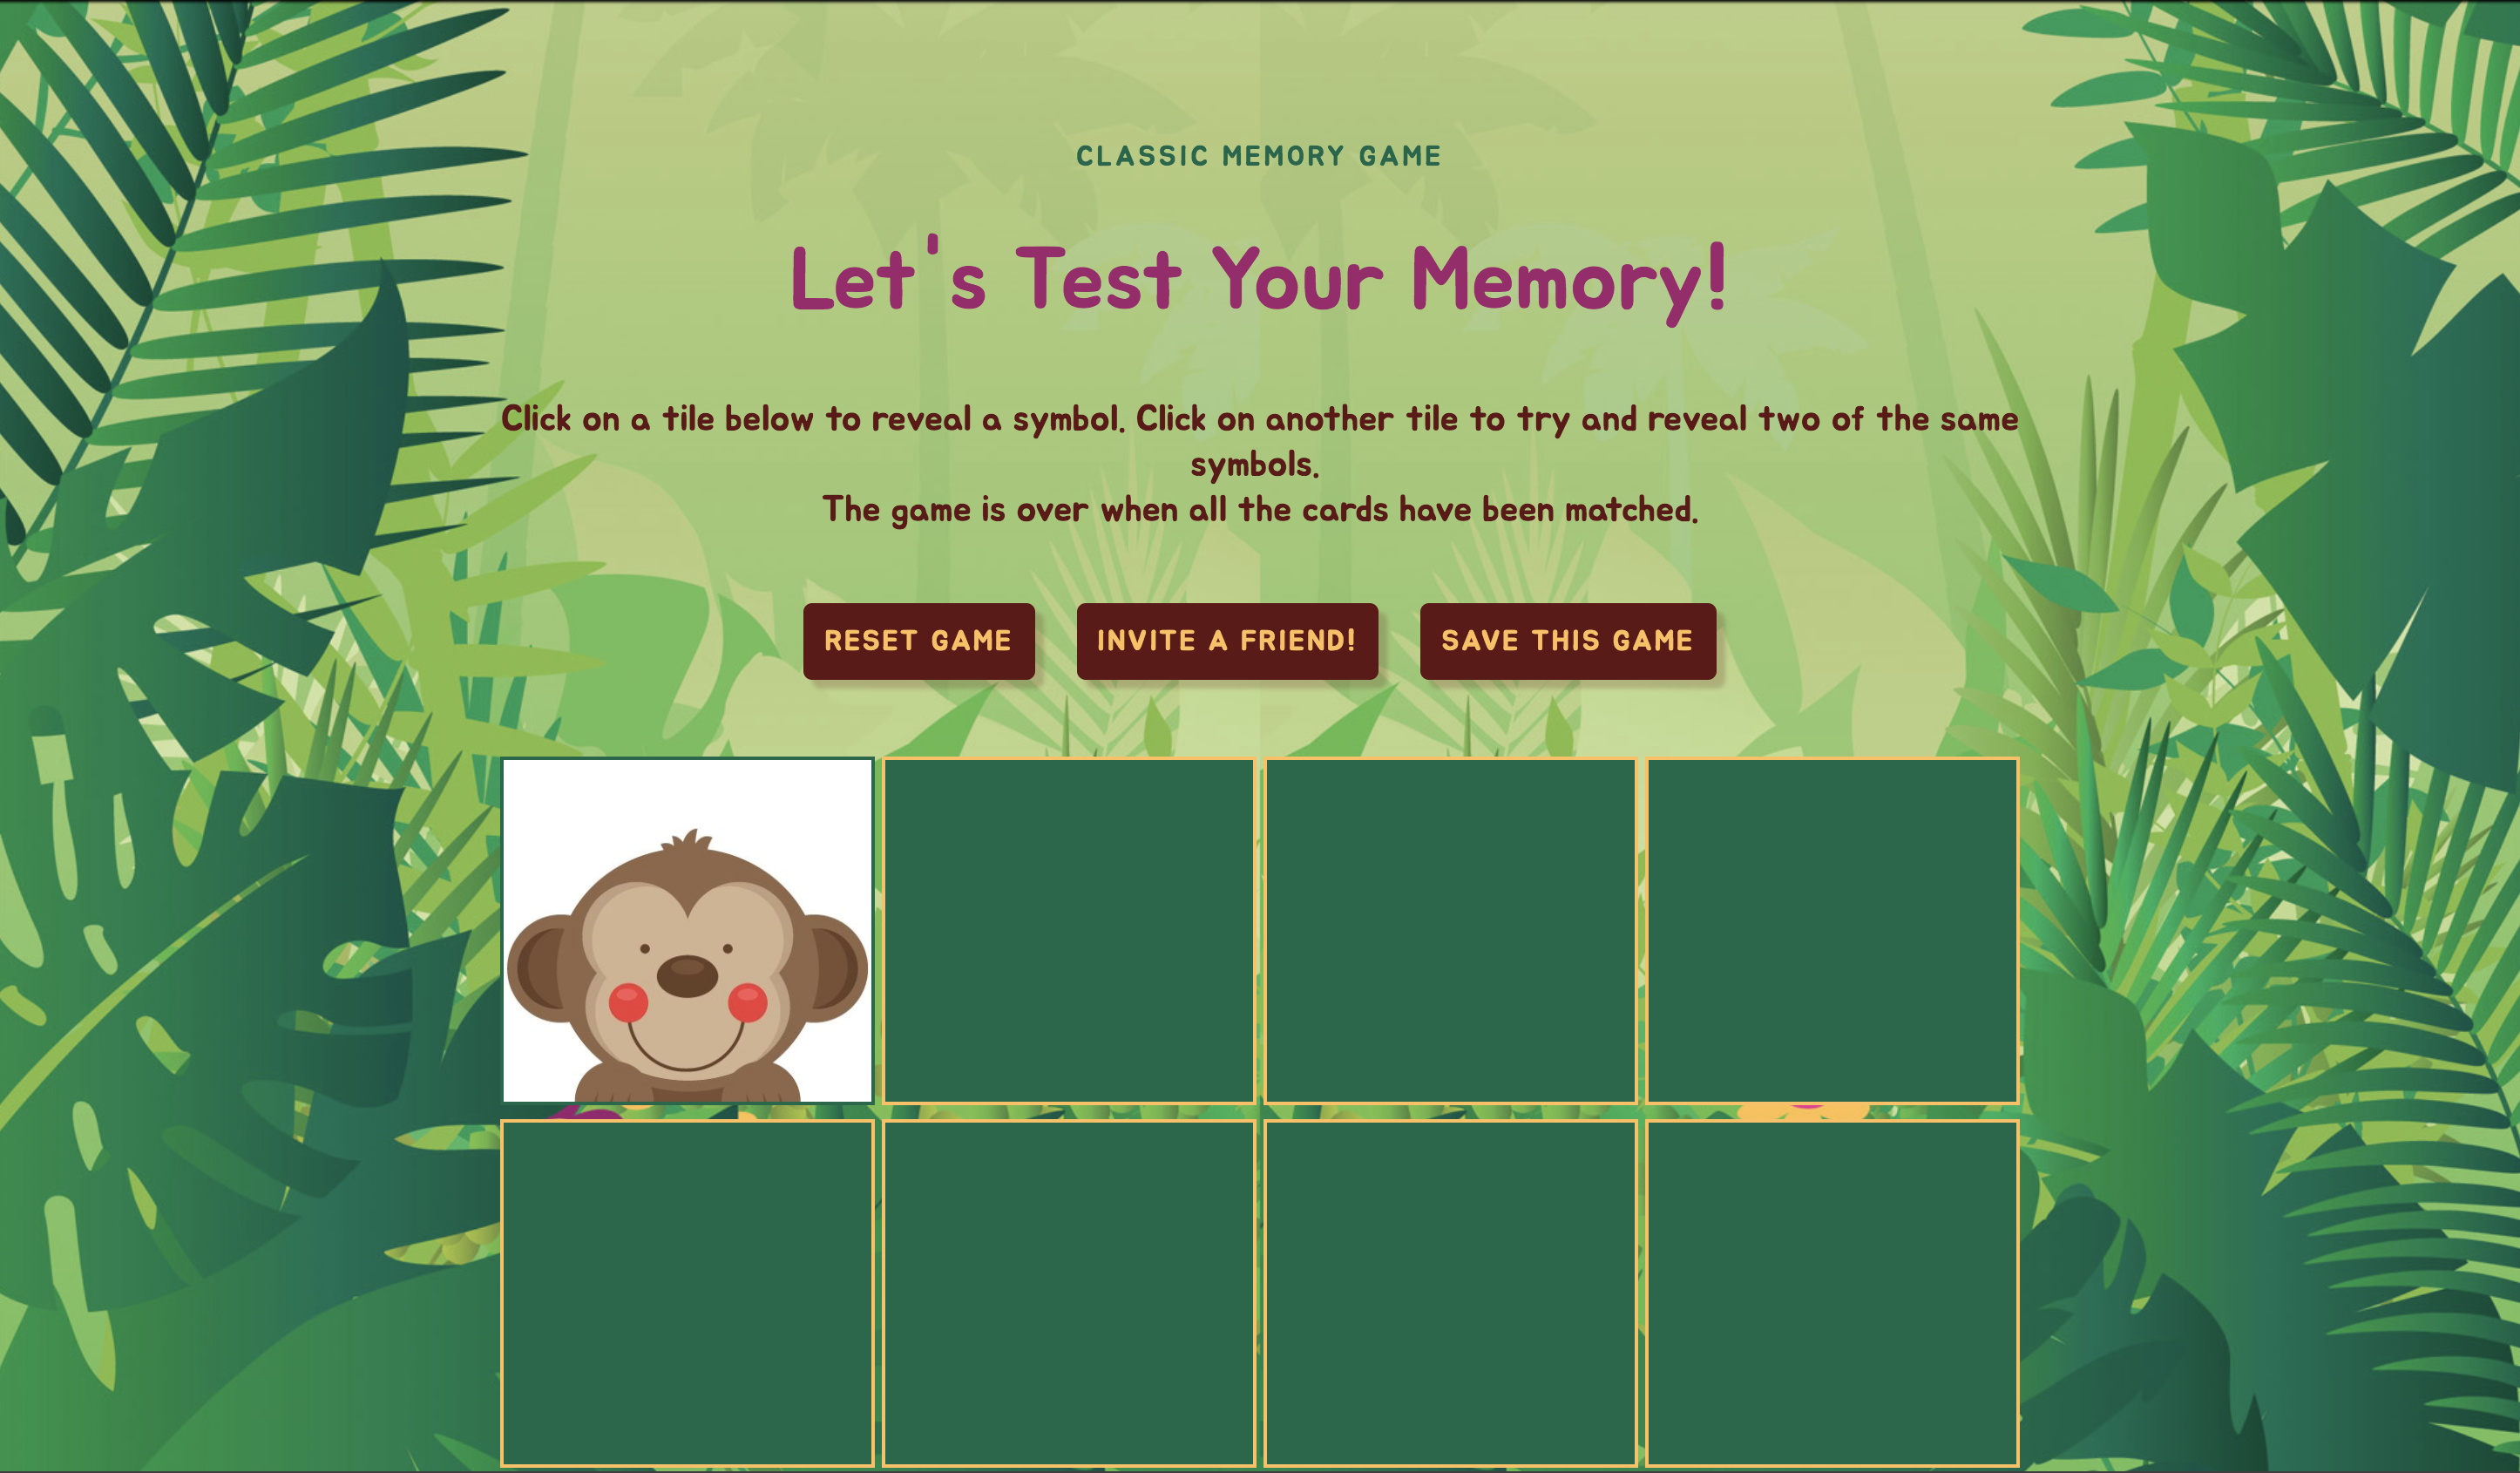 CLASSIC MEMORY GAME
Let's Test Your Memory!
Click on a tile below to reveal a symbol. Click on another tile to try and reveal two of the same
symbols.
The game is over when all the cards have been matched.
RESET GAME
INVITE A FRIEND!
SAVE THIS GAME